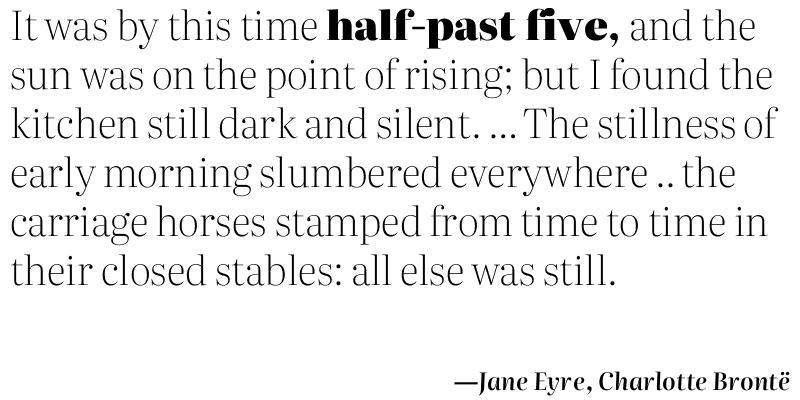 It was by this time half-past five, and the
sun was on the point of rising; but I found the
kitchen still dark and silent. ... The stillness of
early morning slumbered everywhere .. the
carriage horses stamped from time to time in
their closed stables: all else was still.
—Jane Eyre, Charlotte Brontë